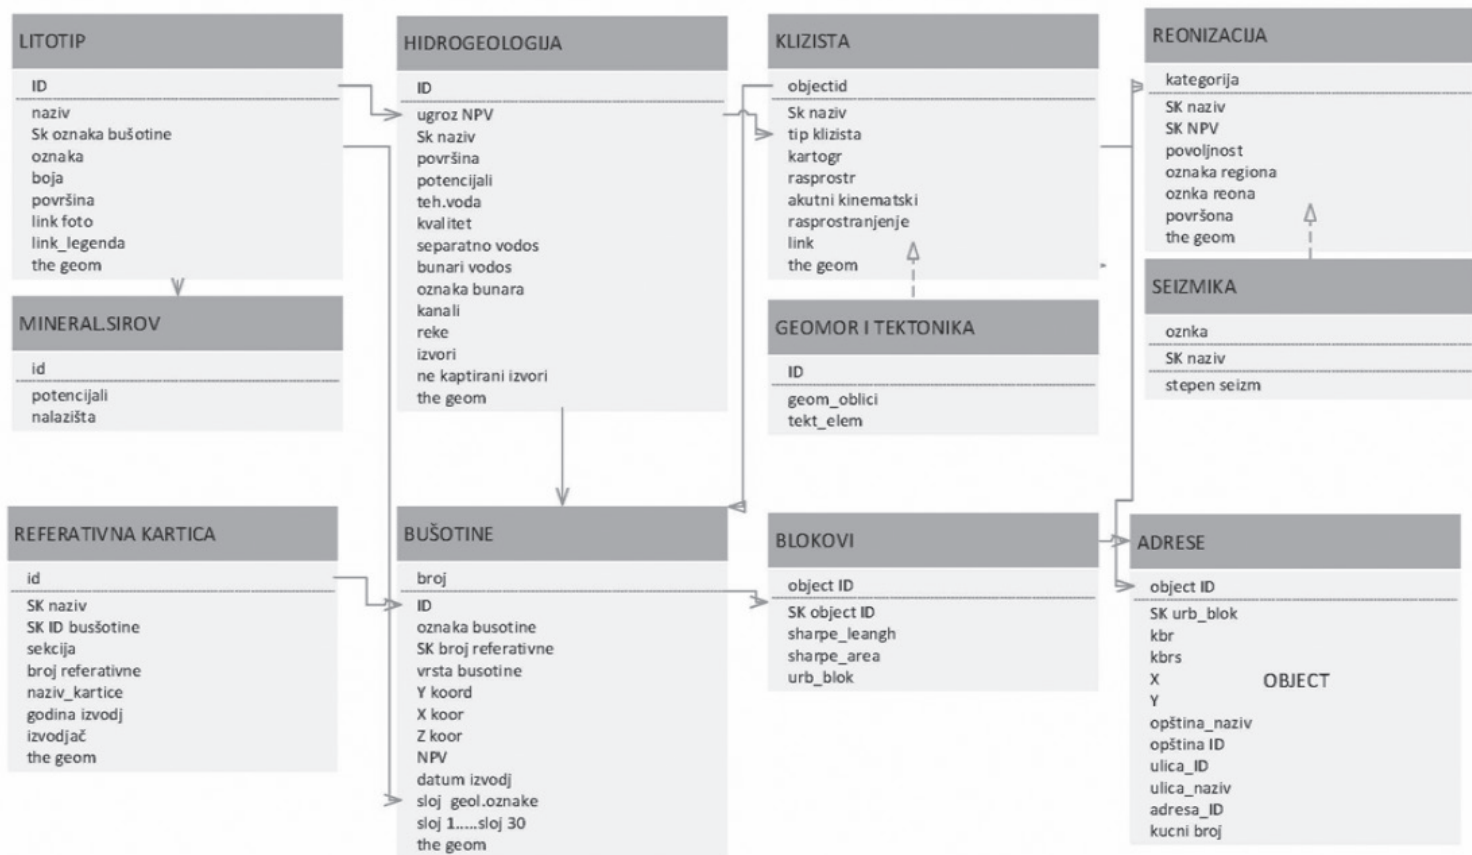 LITOTIP
ID
naziv
Sk oznaka bušotine
oznaka
boja
površina
link foto
link_legenda
the geom
MINERAL.SIROV
id
potencijali
nalazišta
HIDROGEOLOGIJA
ID
ugroz NPV
Sk naziv
površina
potencijali
teh.voda
kvalitet
separatno vodos
bunari vodos
oznaka bunara
kanali
reke
izvori
ne kaptirani izvori
the geom
KLIZISTA
objectid
Sk naziv
tip klizista
kartogr
rasprostr
akutni kinematski
rasprostranjenje
link
the geom
GEOMOR I TEKTONIKA
ID
geom_oblici
tekt_elem
REONIZACIJA
kategorija
SK naziv
SK NPV
povoljnost
oznaka regiona
oznka reona
površona
the geom
SEIZMIKA
oznka
SK naziv
stepen seizm
REFERATIVNA KARTICA
id
SK naziv
SK ID busšotine
sekcija
broj referativne
naziv_kartice
godina izvodj
izvodjač
the geom
BUŠOTINE
broj
ID
oznaka busotine
SK broj referativne
vrsta busotine
Y koord
X koor
Z koor
NPV
datum izvodj
sloj geol.oznake
sloj 1.....sloj 30
the geom
BLOKOVI
object ID
SK object ID
sharpe_leangh
sharpe_area
urb_blok
ADRESE
object ID
SK urb_blok
kbr
kbrs
X OBJECT
Y
opština_naziv
opština ID
ulica_ID
ulica_naziv
adresa_ID
kucni broj